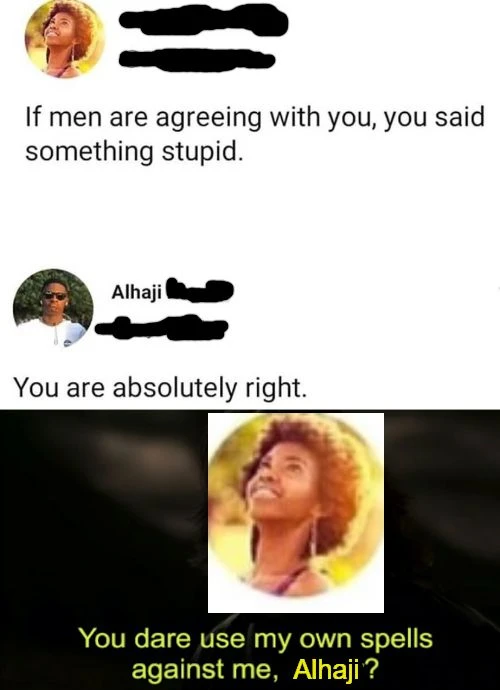 If men are agreeing with you, you said
something stupid.
Alhaji
You are absolutely right.
You dare use my own spells
against me, Alhaji?